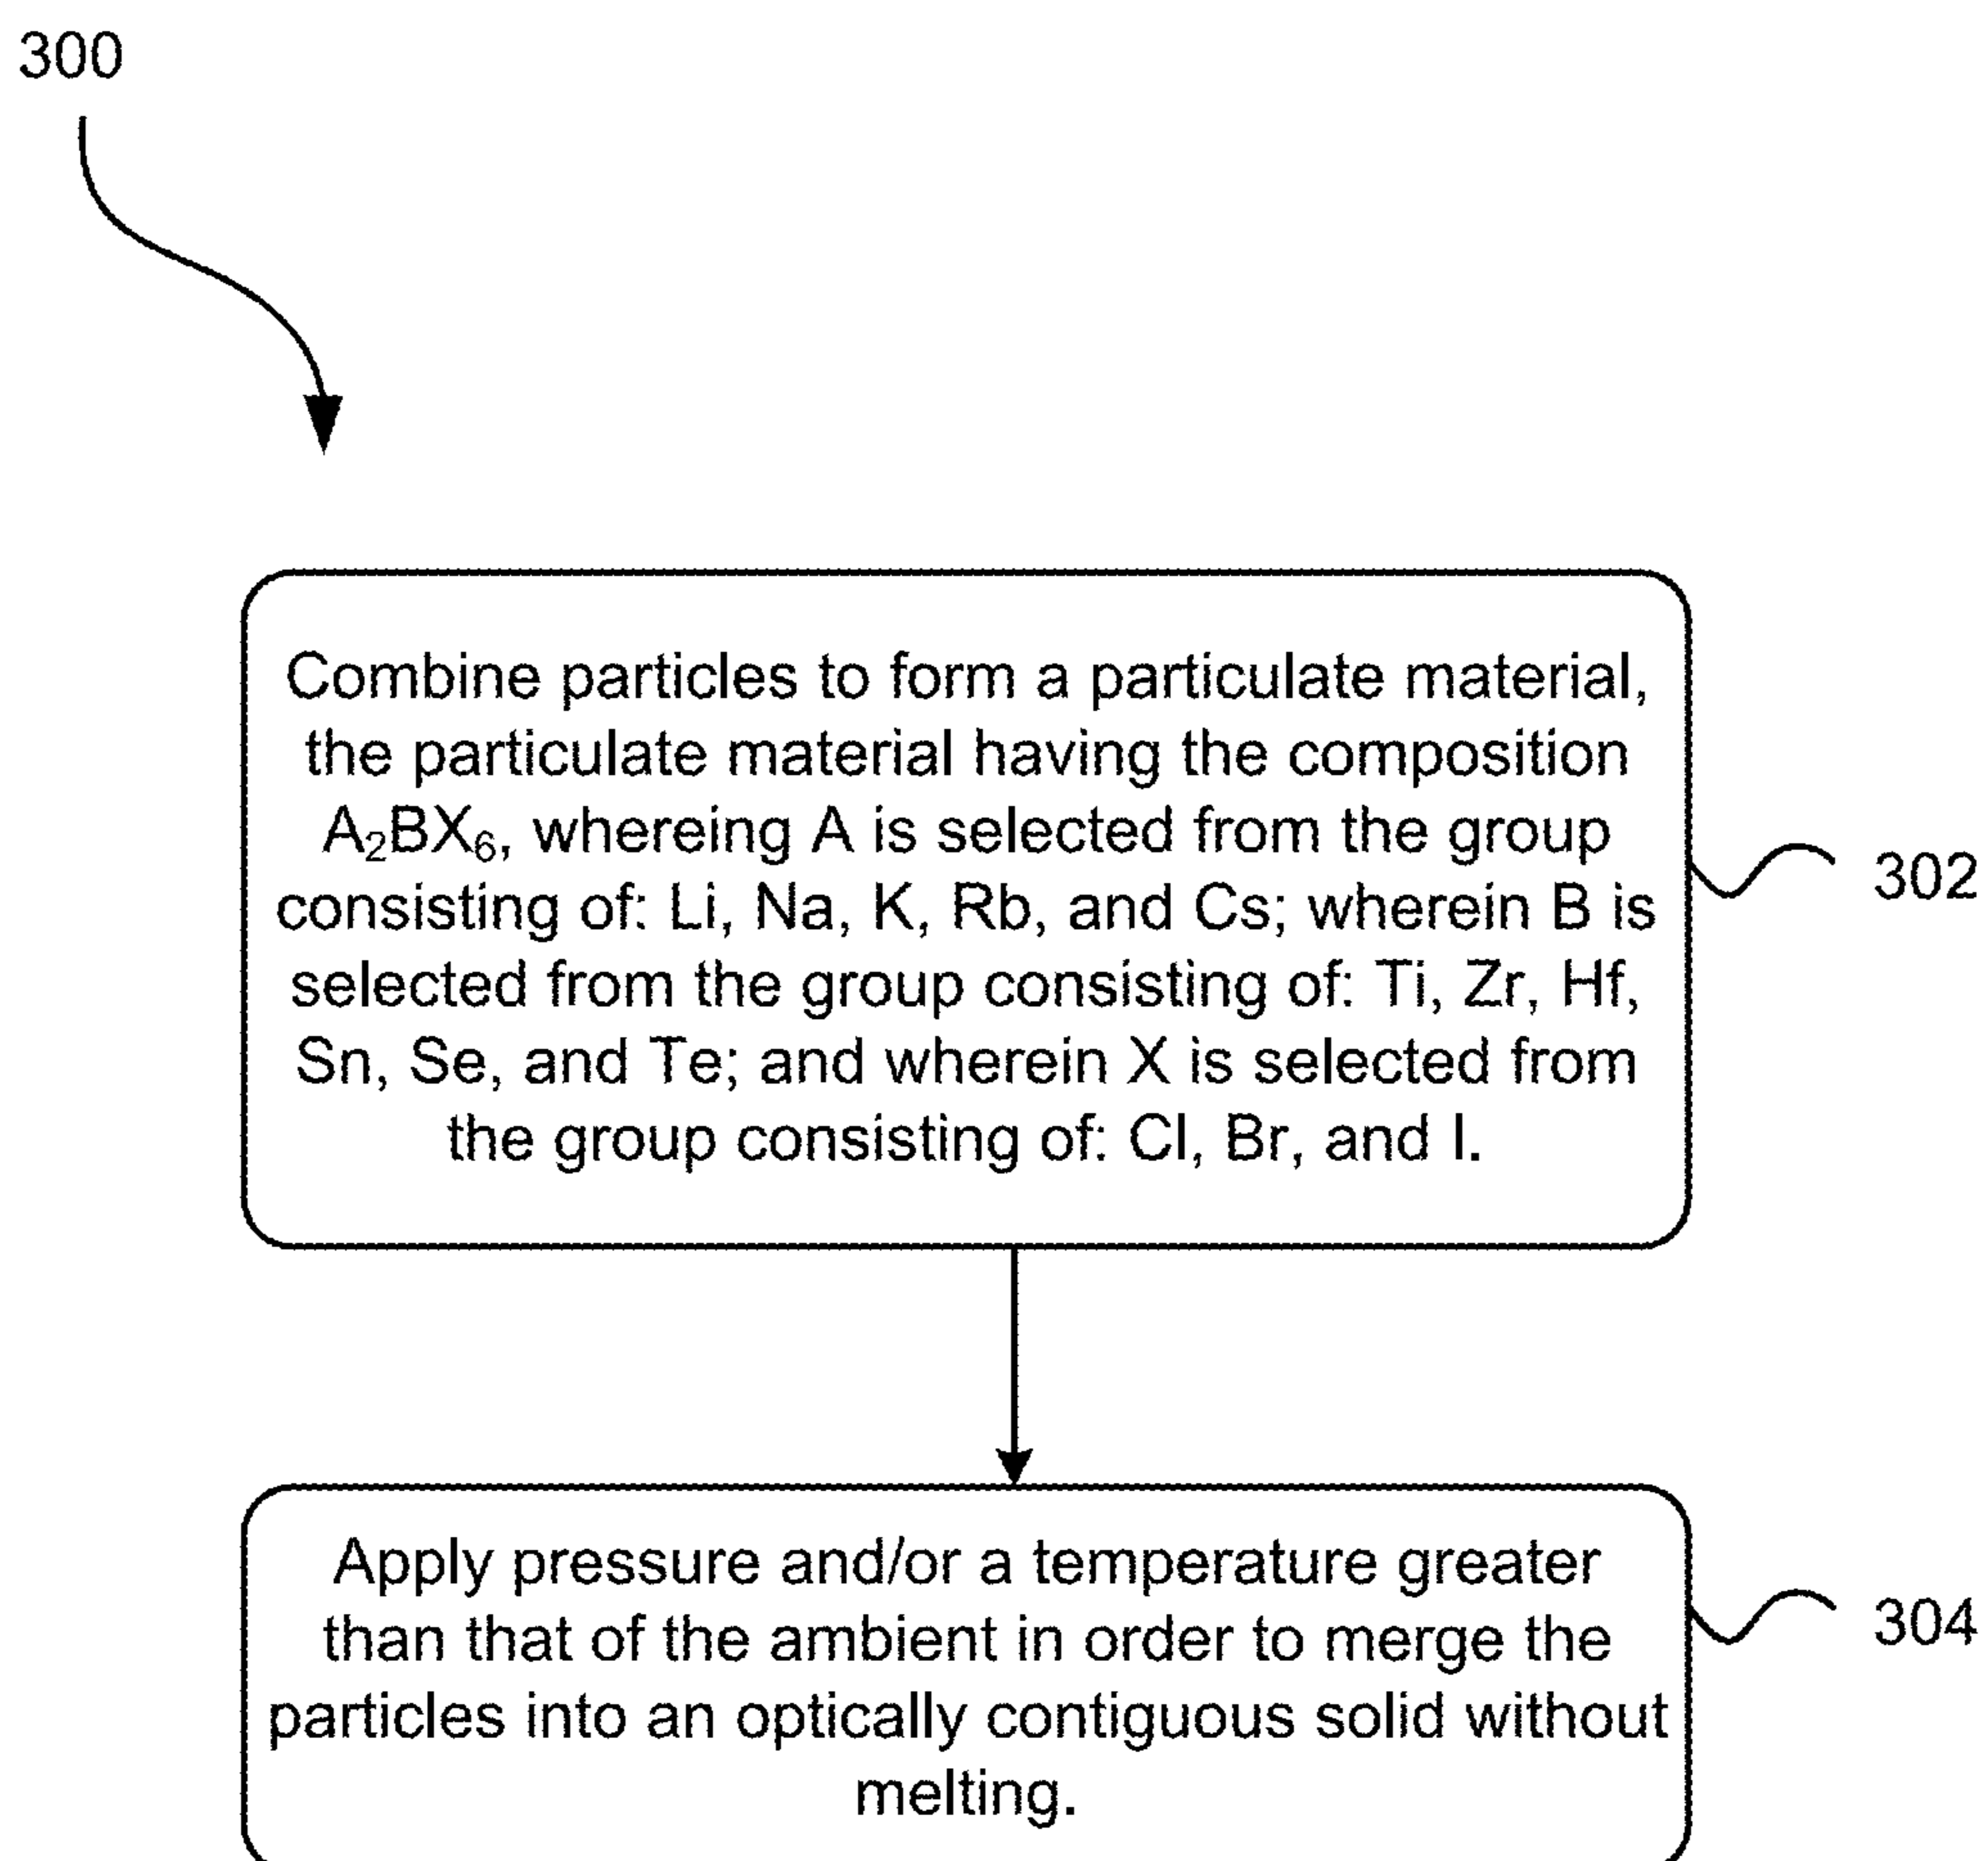 300
Combine particles to form a particulate material,
the particulate material having the composition
A₂BX₆, whereing A is selected from the group
consisting of: Li, Na, K, Rb, and Cs; wherein B is
selected from the group consisting of: Ti, Zr, Hf,
Sn, Se, and Te; and wherein X is selected from
the group consisting of: Cl, Br, and I.
302
Apply pressure and/or a temperature greater
than that of the ambient in order to merge the
particles into an optically contiguous solid without
melting.
304